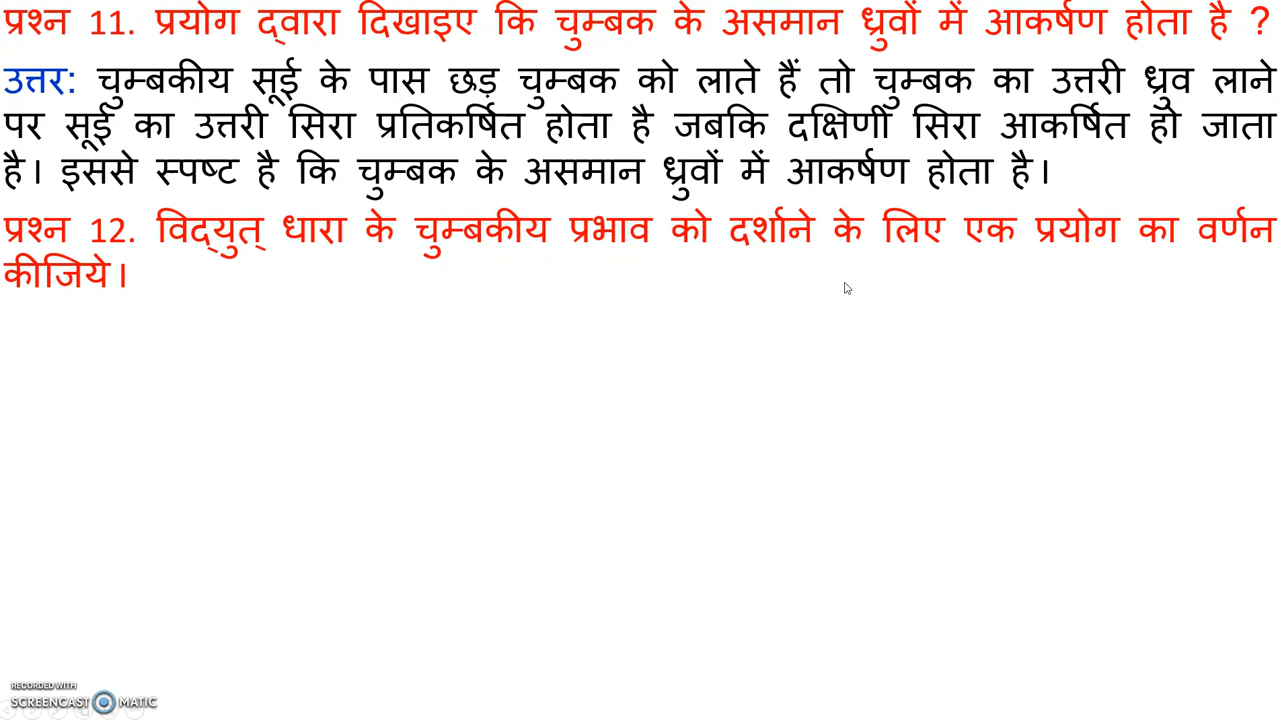 प्रश्न 11. प्रयोग द्वारा दिखाइए कि चुम्बक के असमान ध्रुवों में आकर्षण होता है ?
उत्तर: चुम्बकीय सूई के पास छड़ चुम्बक को लाते हैं तो चुम्बक का उत्तरी ध्रुव लाने
पर सूई का उत्तरी सिरा प्रतिकर्षित होता है जबकि दक्षिणी सिरा आकर्षित हो जाता
है। इससे स्पष्ट है कि चुम्बक के असमान ध्रुवों में आकर्षण होता है।
प्रश्न 12. विद्युत् धारा के चुम्बकीय प्रभाव को दर्शाने के लिए एक प्रयोग का वर्णन
कीजिये।
RECORDED WITH
SCREENCAST MATIC